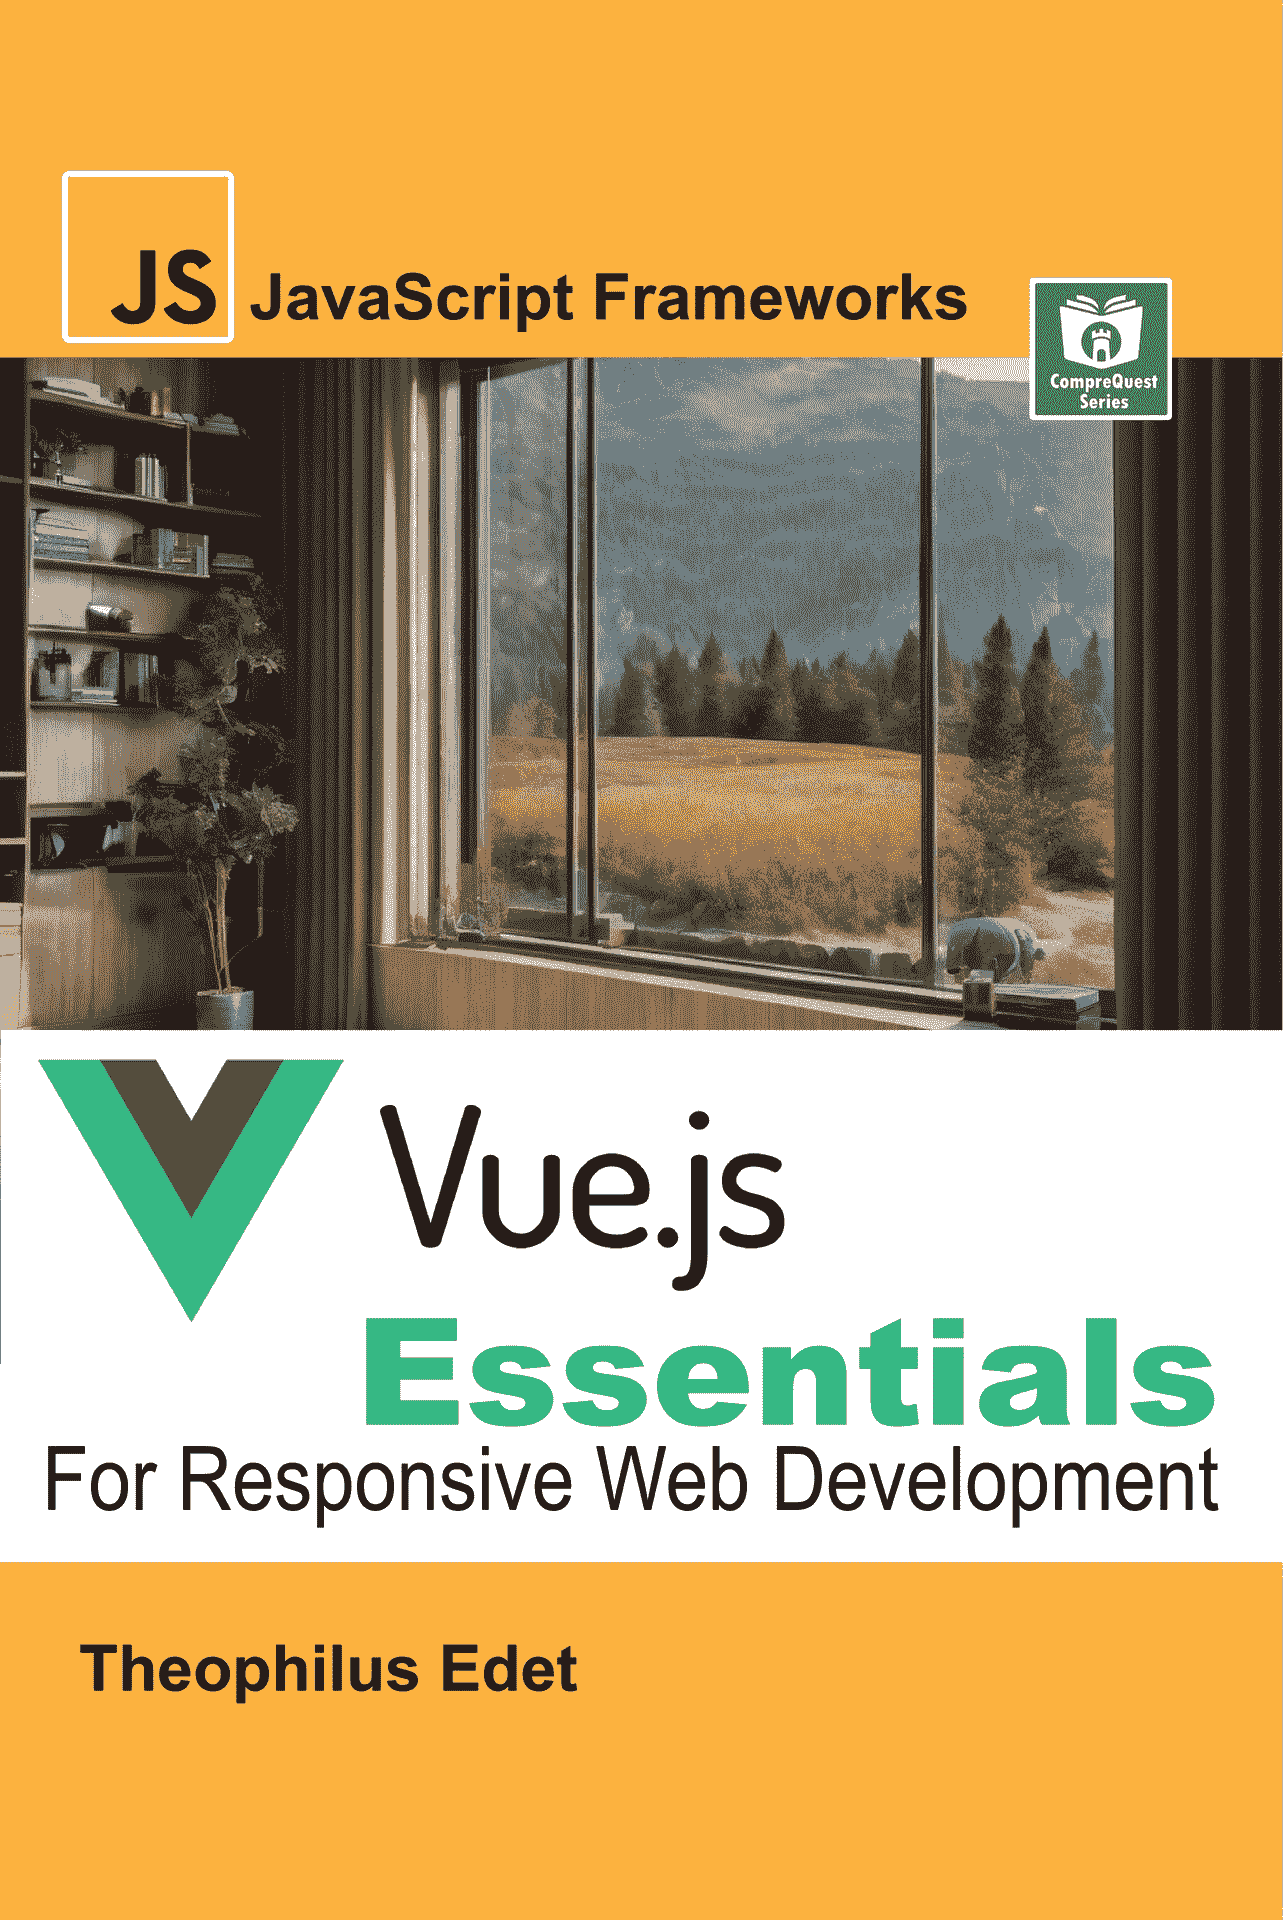 JS
JavaScript Frameworks
CompreQuest
Series
Vue.js
Essentials
For Responsive Web Development
Theophilus Edet